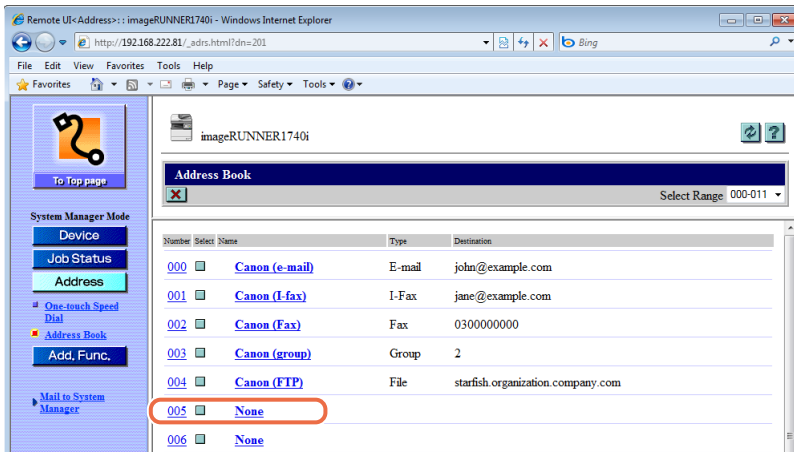 Remote UI<Address>: : imageRUNNER1740i - Windows Internet Explorer
http://192.168.222.81/_adrs.html?dn=201
Bing
File Edit View Favorites Tools Help
Favorites Page Safety Tools
imageRUNNER1740i
To Top page
Address Book
Select Range 000-011
System Manager Mode
Device
Job Status
Address
One-touch Speed
Dial
Address Book
Add. Func.
Mail to System
Manager
Number Select Name Type Destination
000 Canon (e-mail) E-mail john@example.com
001 Canon (I-fax) I-Fax jane@example.com
002 Canon (Fax) Fax 0300000000
003 Canon (group) Group 2
004 Canon (FTP) File starfish.organization.company.com
005 None
006 None